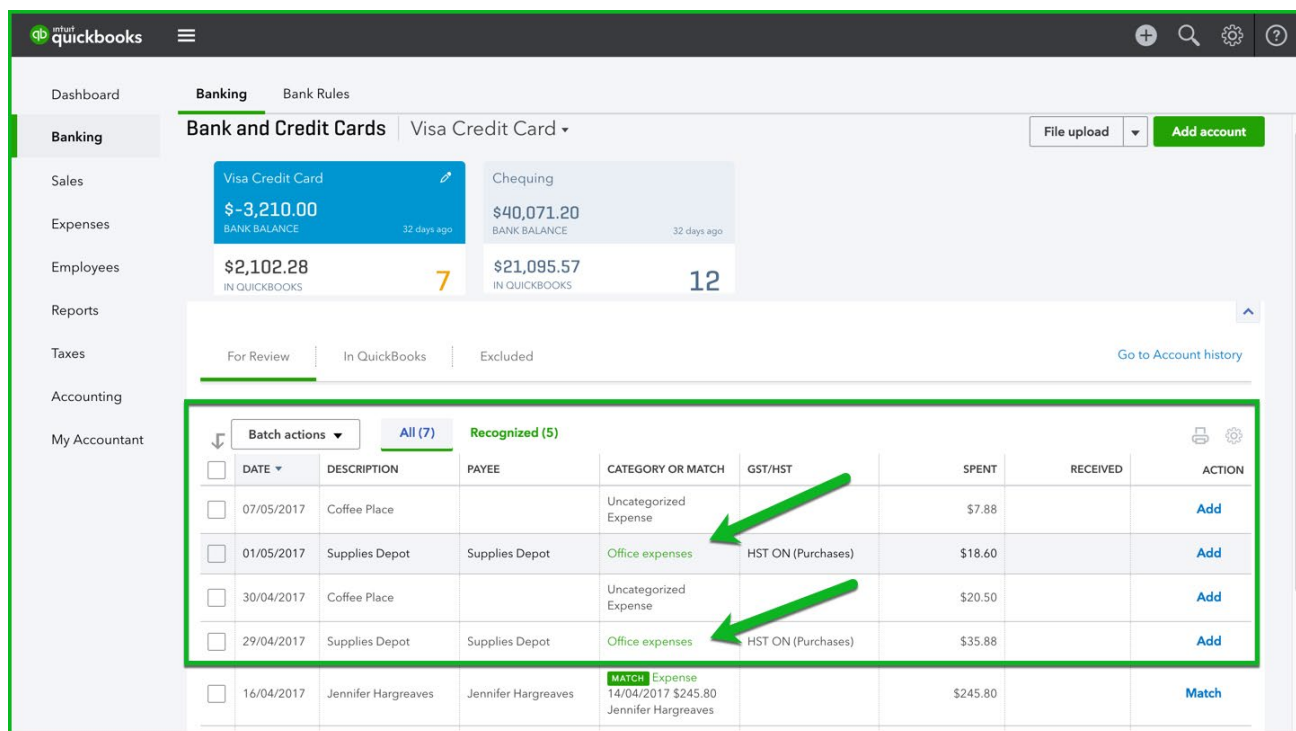 qb intuit quickbooks
Dashboard
Banking
Sales
Expenses
Employees
Reports
Taxes
Accounting
My Accountant
Banking Bank Rules
Bank and Credit Cards Visa Credit Card
File upload Add account
Visa Credit Card
$-3,210.00
BANK BALANCE 32 days ago
$2,102.28
IN QUICKBOOKS
7
Chequing
$40,071.20
BANK BALANCE 32 days ago
$21,095.57
IN QUICKBOOKS
12
For Review In QuickBooks Excluded Go to Account history
Batch actions All (7) Recognized (5)
DATE DESCRIPTION PAYEE CATEGORY OR MATCH GST/HST SPENT RECEIVED ACTION
07/05/2017 Coffee Place Uncategorized Expense $7.88 Add
01/05/2017 Supplies Depot Supplies Depot Office expenses HST ON (Purchases) $18.60 Add
30/04/2017 Coffee Place Uncategorized Expense $20.50 Add
29/04/2017 Supplies Depot Supplies Depot Office expenses HST ON (Purchases) $35.88 Add
MATCH Expense
16/04/2017 Jennifer Hargreaves Jennifer Hargreaves 14/04/2017 $245.80 $245.80 Match
Jennifer Hargreaves